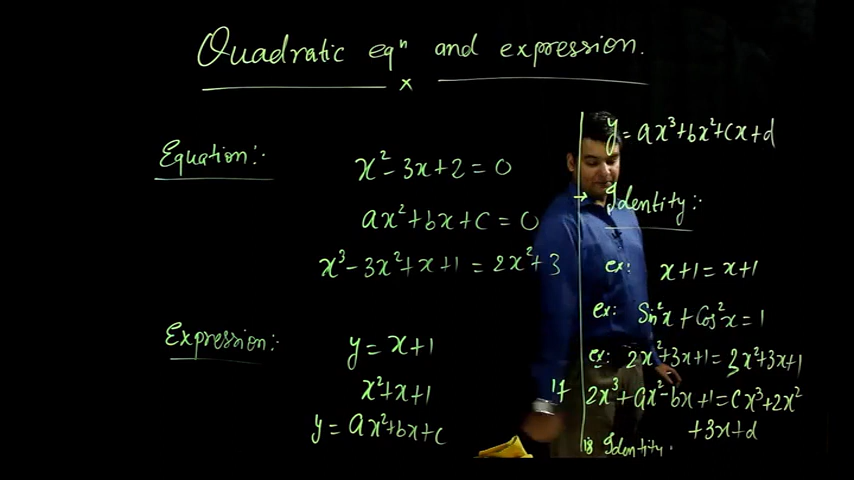 Quadratic eqⁿ and expression.
x
Equation:-
x² - 3x + 2 = 0
ax² + bx + c = 0
x³ - 3x² + x + 1 = 2x² + 3
Expression:-
y = x + 1
x² + x + 1
y = ax² + bx + c
y = ax³ + bx² + cx + d
→ Identity:-
ex: x + 1 = x + 1
ex: Sin²x + Cos²x = 1
ex: 2x² + 3x + 1 = 2x² + 3x + 1
If 2x³ + ax² - bx + 1 = cx³ + 2x²
+ 3x + d
is Identity.